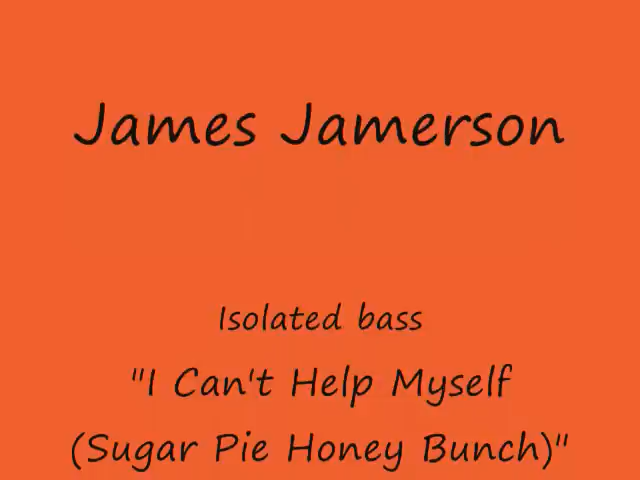 James Jamerson
Isolated bass
"I Can't Help Myself
(Sugar Pie Honey Bunch)"